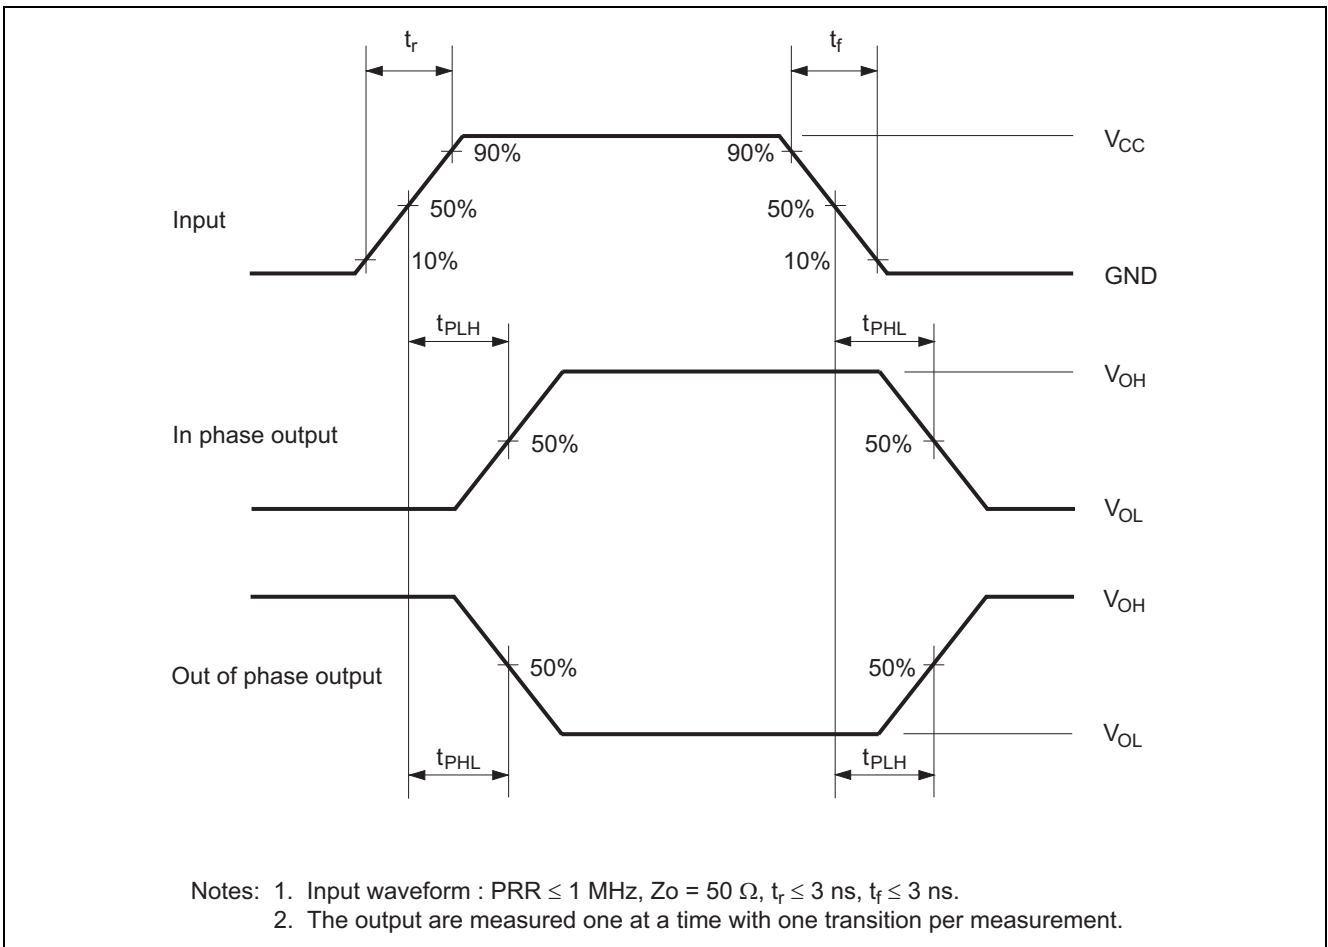 tr
tf
VCC
90%
90%
Input
50%
50%
10%
10%
GND
tPLH
tPHL
VOH
In phase output
50%
50%
VOL
VOH
Out of phase output
50%
50%
VOL
tPHL
tPLH
Notes: 1. Input waveform : PRR ≤ 1 MHz, Zo = 50 Ω, tr ≤ 3 ns, tf ≤ 3 ns.
2. The output are measured one at a time with one transition per measurement.